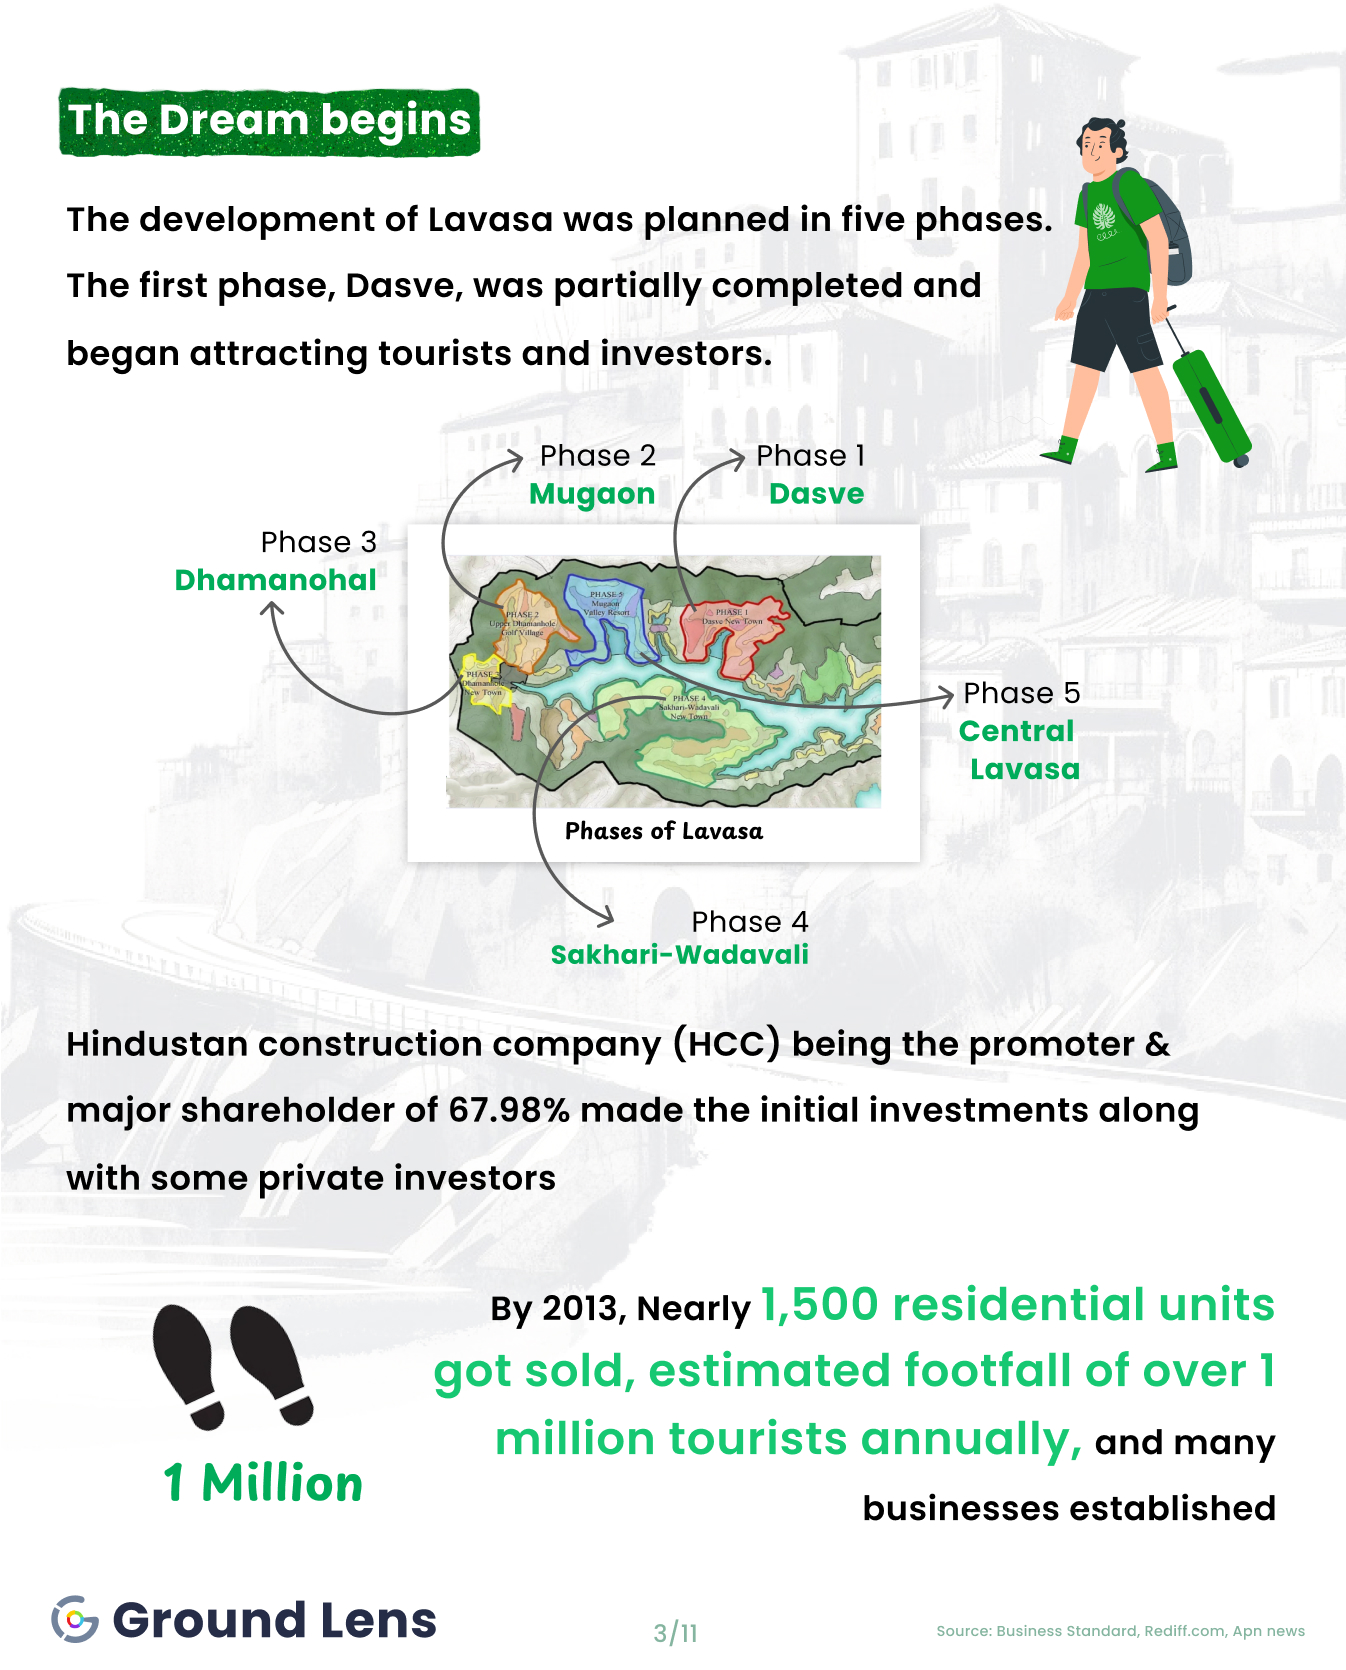 The Dream begins
The development of Lavasa was planned in five phases.
The first phase, Dasve, was partially completed and
began attracting tourists and investors.
Phase 2
Mugaon
Phase 1
Dasve
Phase 3
Dhamanohal
PHASE 2
Upper Dhamanhole
Golf Village
PHASE 5
Mugaon
Valley Resort
PHASE 1
Dasve New Town
PHASE 3
Dhamanhole
New Town
PHASE 4
Sakhari-Wadavali
New Town
Phase 5
Central
Lavasa
Phases of Lavasa
Phase 4
Sakhari-Wadavali
Hindustan construction company (HCC) being the promoter &
major shareholder of 67.98% made the initial investments along
with some private investors
By 2013, Nearly 1,500 residential units
got sold, estimated footfall of over 1
million tourists annually, and many
businesses established
1 Million
Ground Lens
3/11
Source: Business Standard, Rediff.com, Apn news